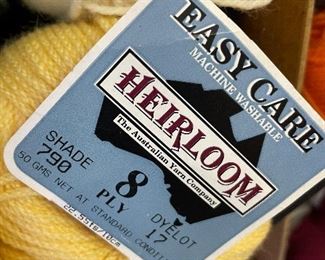 EASY CARE
MACHINE WASHABLE
HEIRLOOM
The Australian Yarn Company
SHADE
790
8
PLY
DYELOT
17
50 GMS NET AT STANDARD CONDI